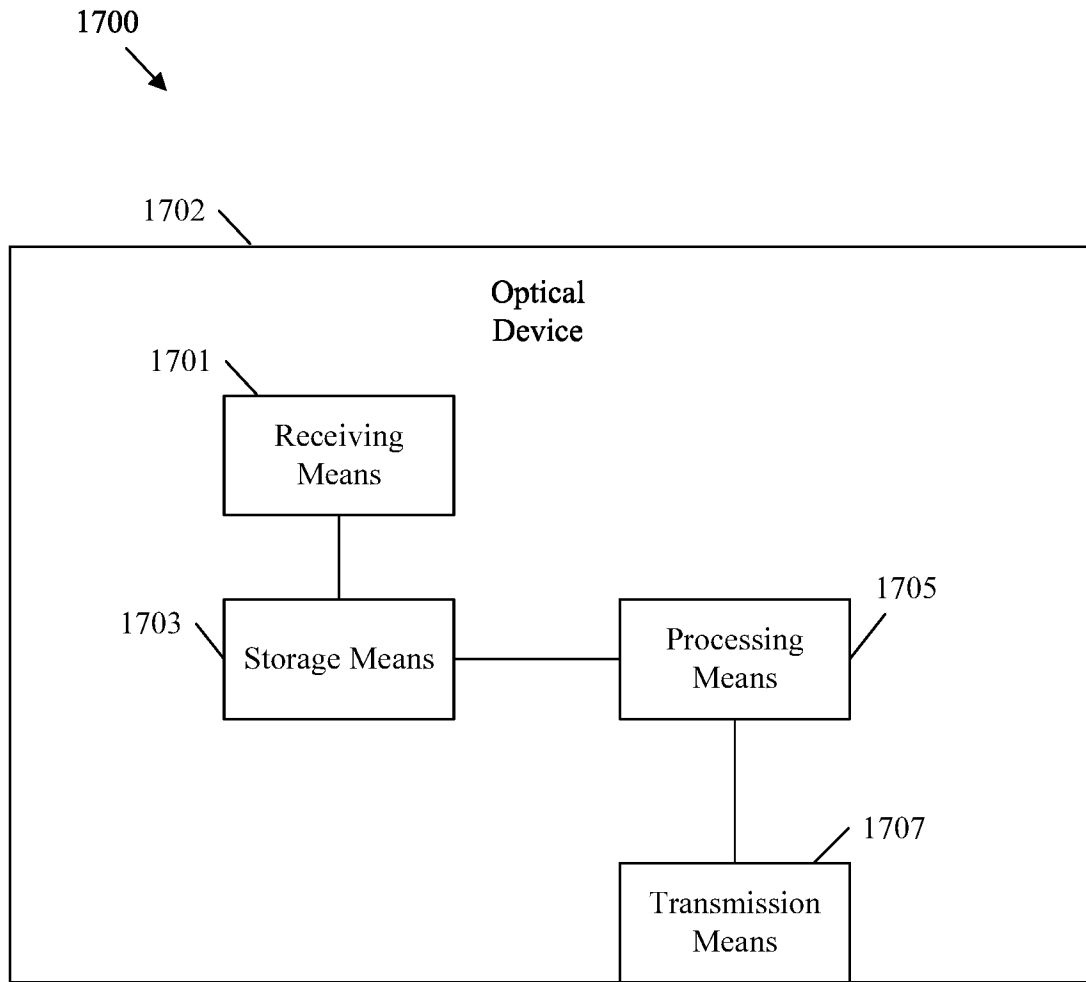 1700
1702
Optical
Device
1701
Receiving
Means
1703
Storage Means
1705
Processing
Means
1707
Transmission
Means